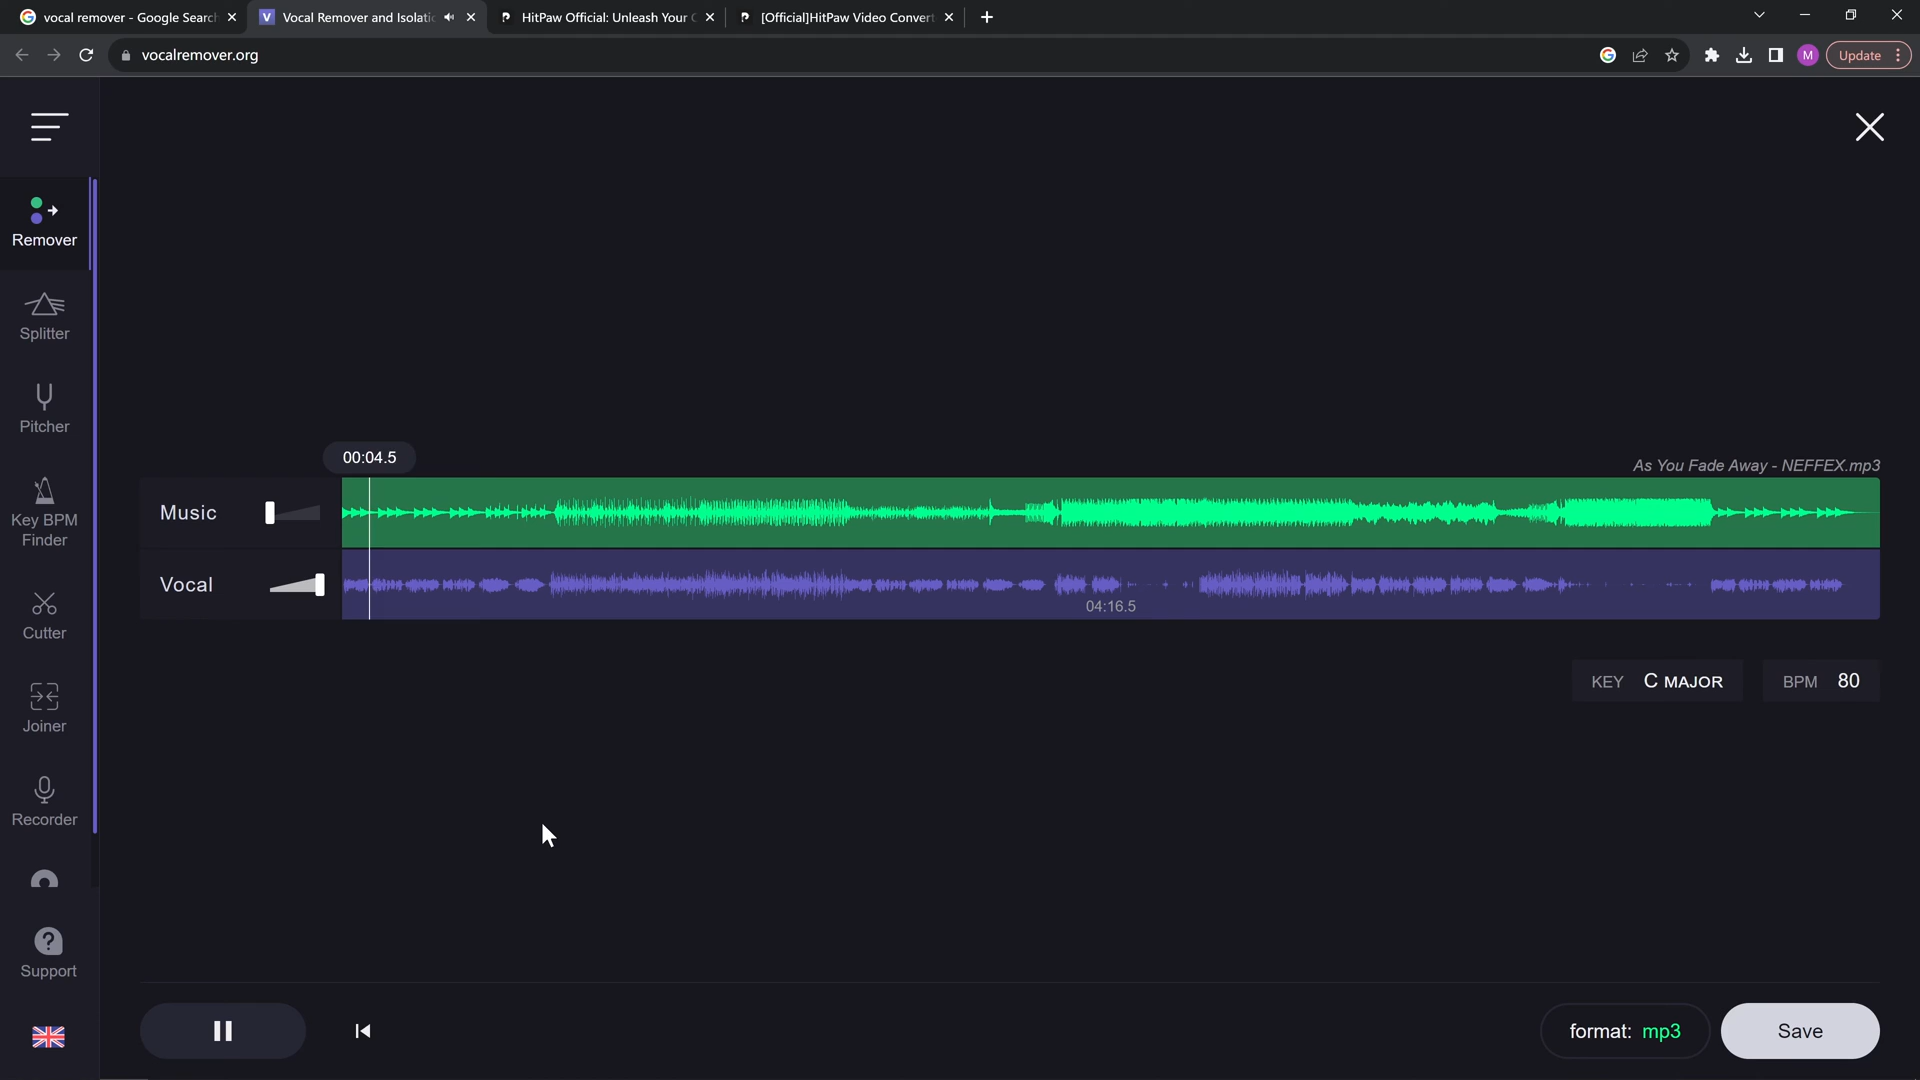 vocal remover - Google Search
Vocal Remover and Isolatio
HitPaw Official: Unleash Your C
[Official]HitPaw Video Convert
vocalremover.org
M
Update
Remover
Splitter
Pitcher
Key BPM
Finder
Cutter
Joiner
Recorder
Support
00:04.5
As You Fade Away - NEFFEX.mp3
Music
Vocal
04:16.5
KEY C MAJOR
BPM 80
format: mp3
Save